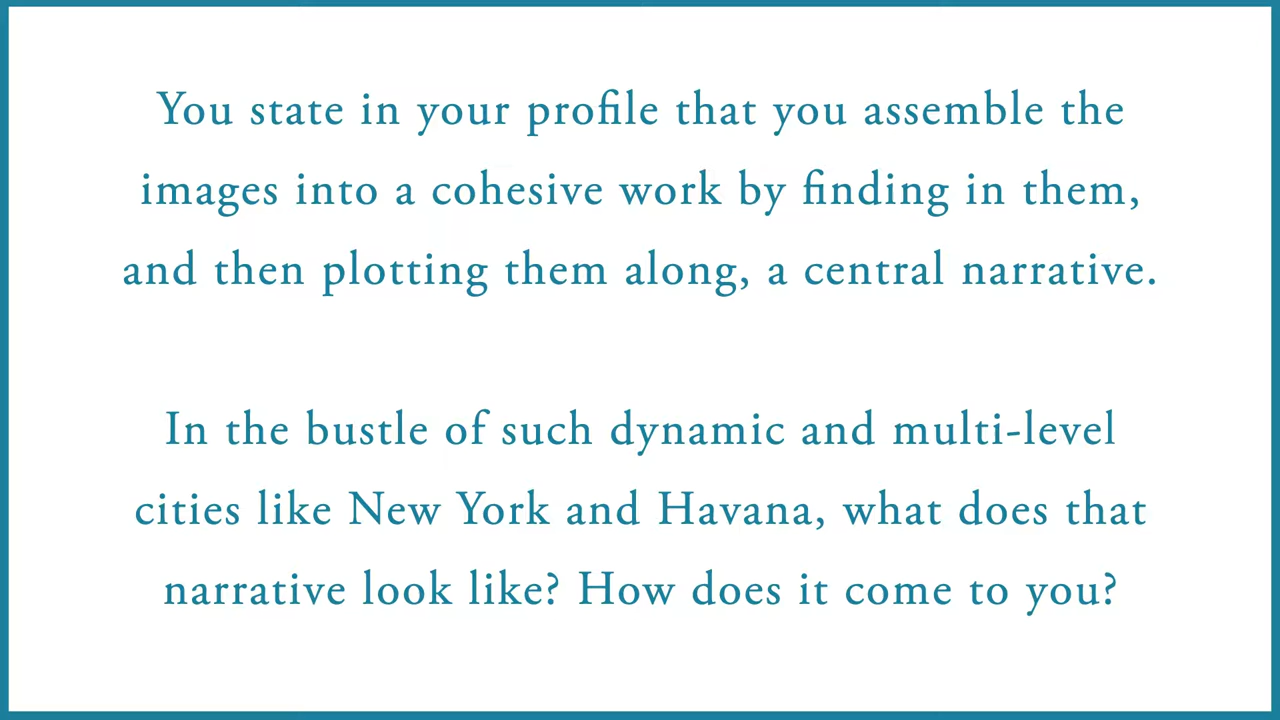 You state in your profile that you assemble the
images into a cohesive work by finding in them,
and then plotting them along, a central narrative.
In the bustle of such dynamic and multi-level
cities like New York and Havana, what does that
narrative look like? How does it come to you?